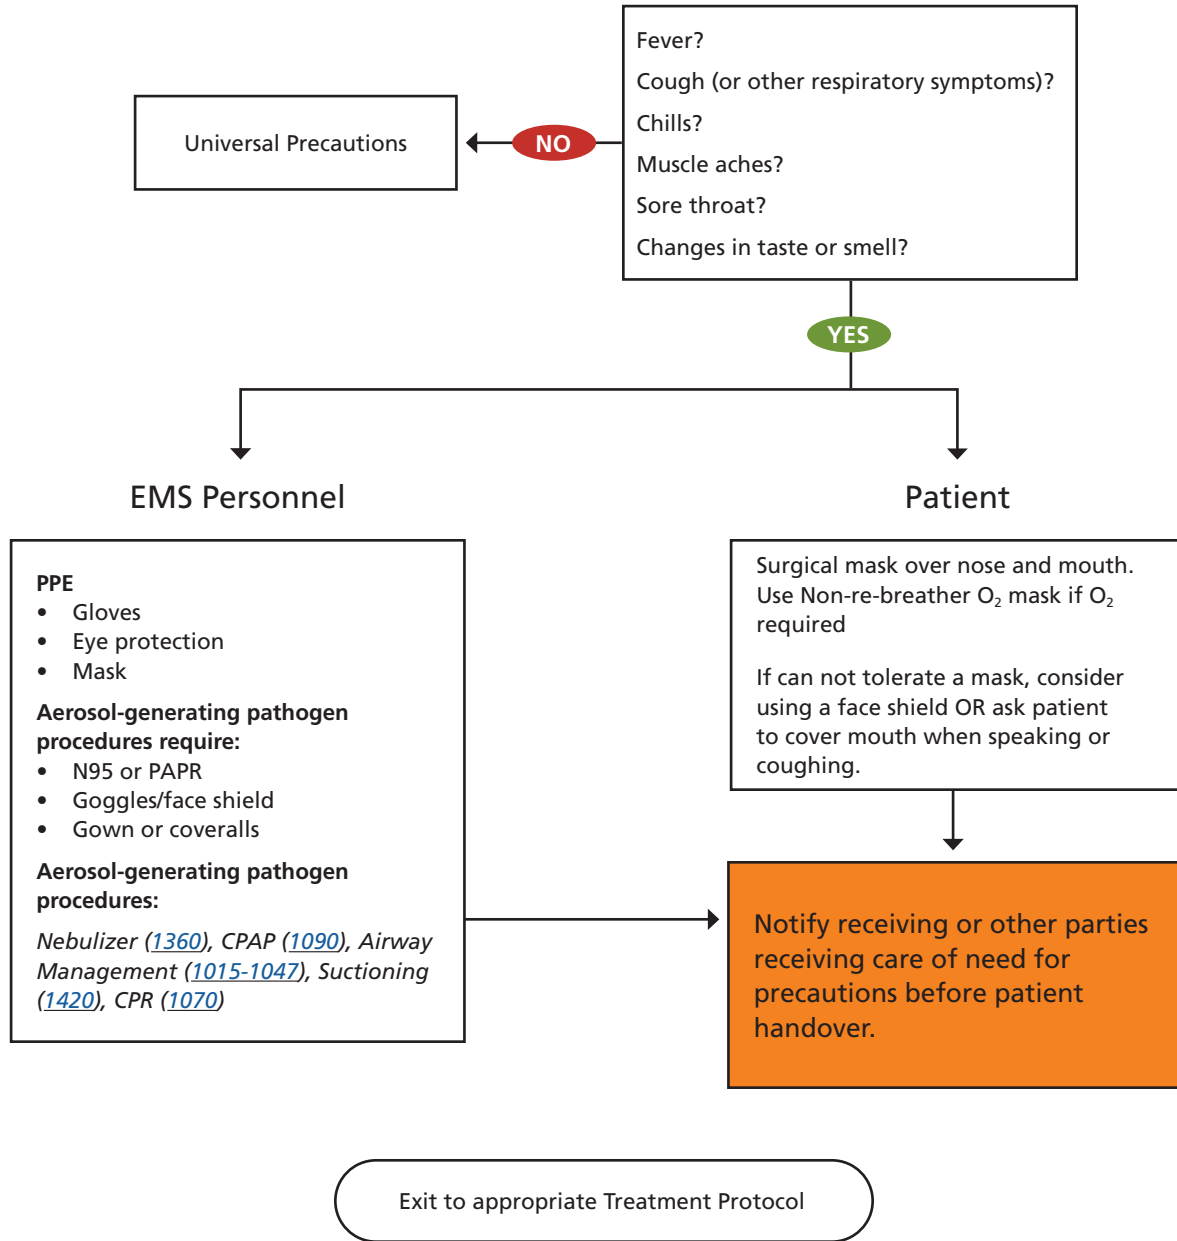 Fever?
Cough (or other respiratory symptoms)?
Chills?
Muscle aches?
Sore throat?
Changes in taste or smell?
NO
Universal Precautions
YES
EMS Personnel
PPE
• Gloves
• Eye protection
• Mask
Aerosol-generating pathogen
procedures require:
• N95 or PAPR
• Goggles/face shield
• Gown or coveralls
Aerosol-generating pathogen
procedures:
Nebulizer (1360), CPAP (1090), Airway
Management (1015-1047), Suctioning
(1420), CPR (1070)
Patient
Surgical mask over nose and mouth.
Use Non-re-breather O₂ mask if O₂
required
If can not tolerate a mask, consider
using a face shield OR ask patient
to cover mouth when speaking or
coughing.
Notify receiving or other parties
receiving care of need for
precautions before patient
handover.
Exit to appropriate Treatment Protocol